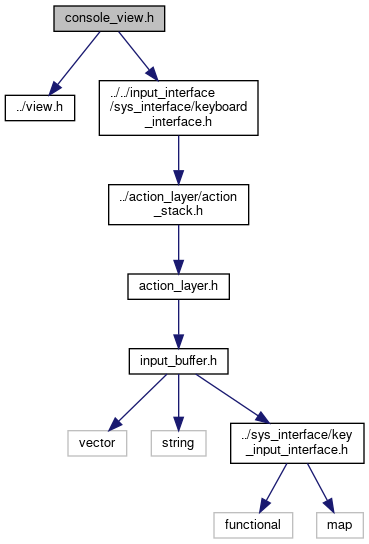 console_view.h
../view.h
../../input_interface
/sys_interface/keyboard
_interface.h
../action_layer/action
_stack.h
action_layer.h
input_buffer.h
vector
string
../sys_interface/key
_input_interface.h
functional
map